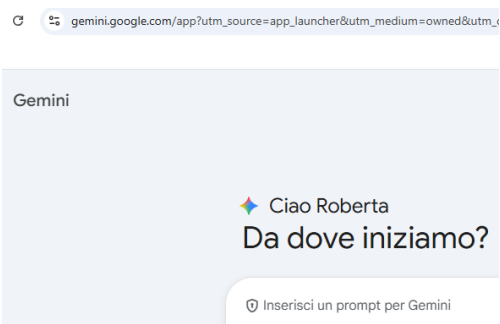 gemini.google.com/app?utm_source=app_launcher&utm_medium=owned&utm_
Gemini
Ciao Roberta
Da dove iniziamo?
Inserisci un prompt per Gemini